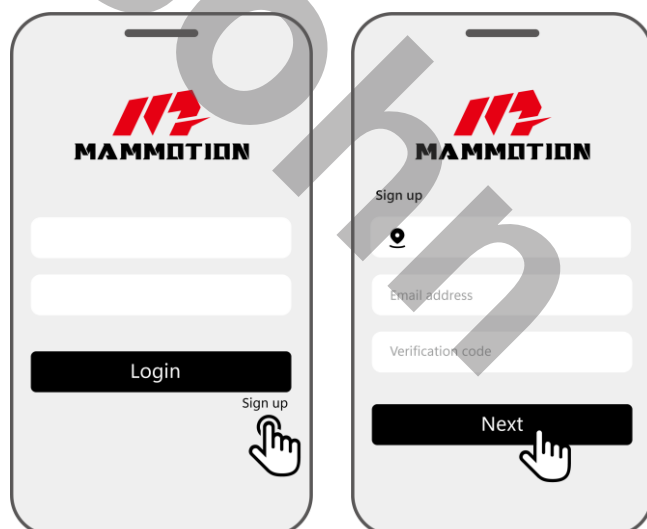 MAMMOTION
Login
Sign up
MAMMOTION
Sign up
Email address
Verification code
Next